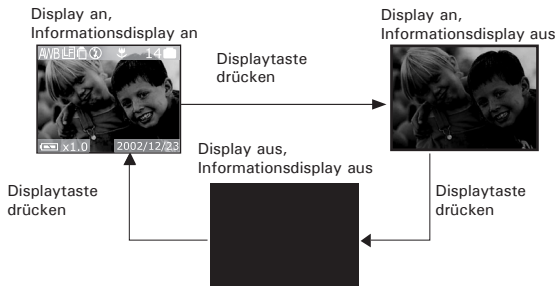 Display an,
Informationsdisplay an
Display an,
Informationsdisplay aus
AWB LF 14
x1.0 2002/12/23
Displaytaste
drücken
Display aus,
Informationsdisplay aus
Displaytaste
drücken
Displaytaste
drücken